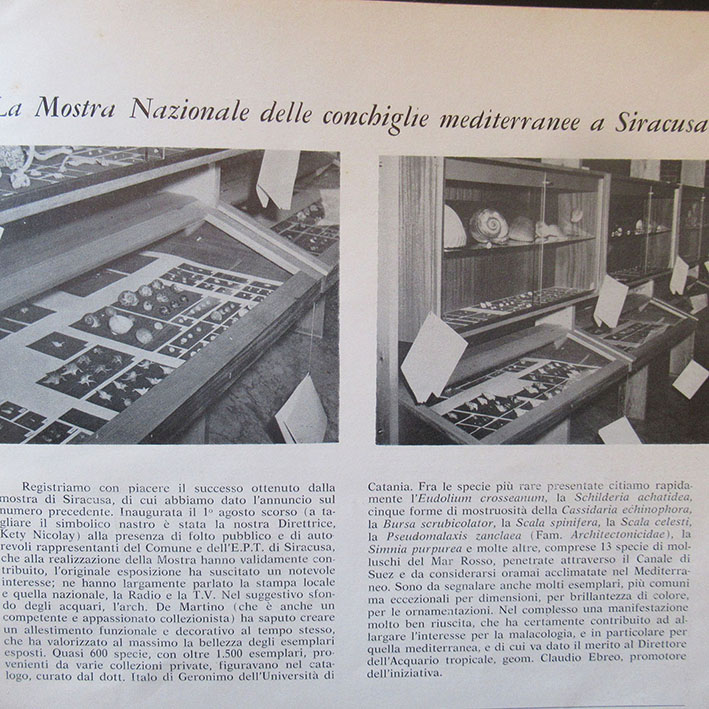 La Mostra Nazionale delle conchiglie mediterranee a Siracusa
Registriamo con piacere il successo ottenuto dalla
mostra di Siracusa, di cui abbiamo dato l'annuncio sul
numero precedente. Inaugurata il 1º agosto scorso (a ta-
gliare il simbolico nastro è stata la nostra Direttrice,
Kety Nicolay) alla presenza di folto pubblico e di auto-
revoli rappresentanti del Comune e dell'E.P.T. di Siracusa,
che alla realizzazione della Mostra hanno validamente con-
tribuito, l'originale esposizione ha suscitato un notevole
interesse; ne hanno largamente parlato la stampa locale
e quella nazionale, la Radio e la T.V. Nel suggestivo sfon-
do degli acquari, l'arch. De Martino (che è anche un
competente e appassionato collezionista) ha saputo creare
un allestimento funzionale e decorativo al tempo stesso,
che ha valorizzato al massimo la bellezza degli esemplari
esposti. Quasi 600 specie, con oltre 1.500 esemplari, pro-
venienti da varie collezioni private, figuravano nel cata-
logo, curato dal dott. Italo di Geronimo dell'Università di
Catania. Fra le specie più rare presentate citiamo rapida-
mente l'Eudolium crosseanum, la Schilderia achatidea,
cinque forme di mostruosità della Cassidaria echinophora,
la Bursa scrubicolator, la Scala spinifera, la Scala celesti,
la Pseudomalaxis zanclaea (Fam. Architectonicidae), la
Simnia purpurea e molte altre, comprese 13 specie di mol-
luschi del Mar Rosso, penetrate attraverso il Canale di
Suez e da considerarsi oramai acclimatate nel Mediterra-
neo. Sono da segnalare anche molti esemplari, più comuni
ma eccezionali per dimensioni, per brillantezza di colore,
per le ornamentazioni. Nel complesso una manifestazione
molto ben riuscita, che ha certamente contribuito ad al-
largare l'interesse per la malacologia, e in particolare per
quella mediterranea, e di cui va dato il merito al Direttore
dell'Acquario tropicale, geom. Claudio Ebreo, promotore
dell'iniziativa.